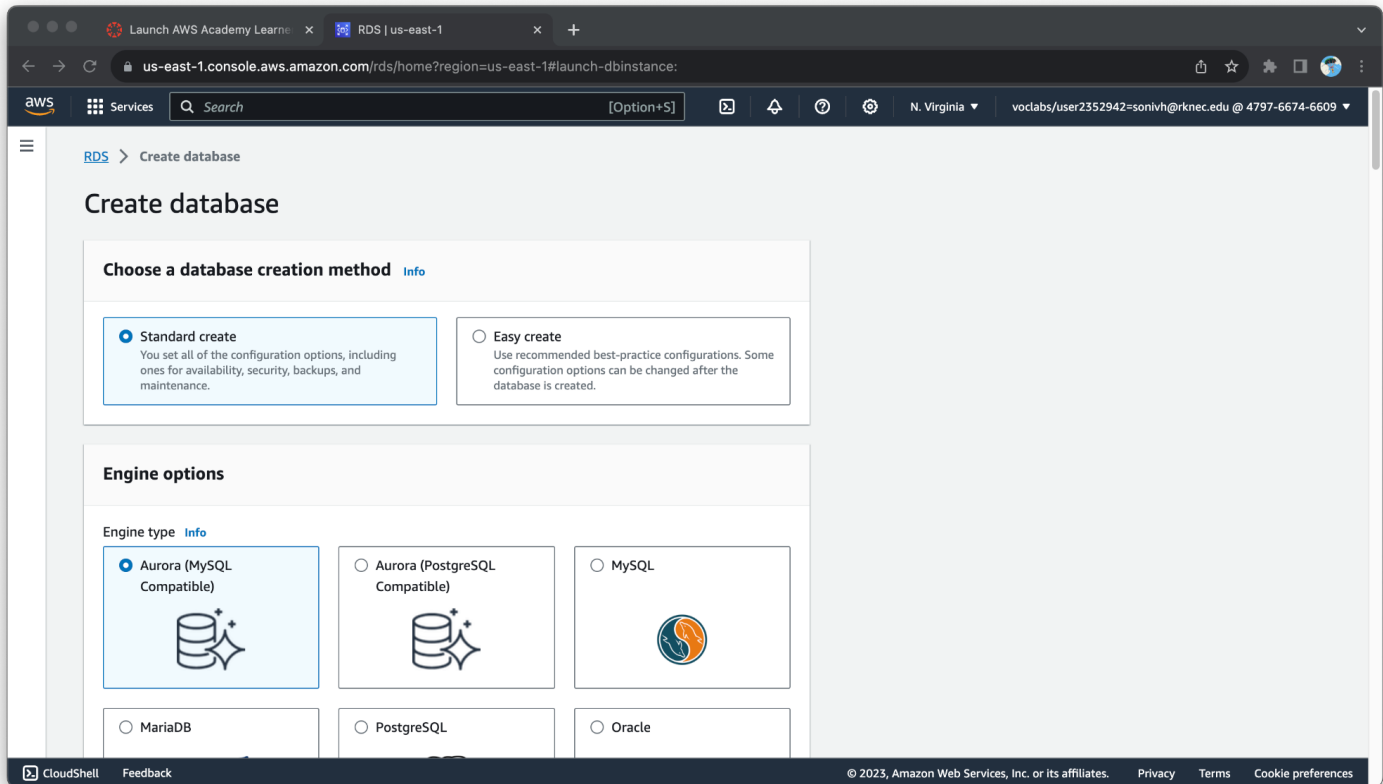 Launch AWS Academy Learne
RDS | us-east-1
us-east-1.console.aws.amazon.com/rds/home?region=us-east-1#launch-dbinstance:
aws
Services
Search
[Option+S]
N. Virginia
voclabs/user2352942=sonivh@rknec.edu @ 4797-6674-6609
RDS > Create database
Create database
Choose a database creation method Info
Standard create
You set all of the configuration options, including
ones for availability, security, backups, and
maintenance.
Easy create
Use recommended best-practice configurations. Some
configuration options can be changed after the
database is created.
Engine options
Engine type Info
Aurora (MySQL
Compatible)
Aurora (PostgreSQL
Compatible)
MySQL
MariaDB
PostgreSQL
Oracle
CloudShell
Feedback
© 2023, Amazon Web Services, Inc. or its affiliates.
Privacy
Terms
Cookie preferences